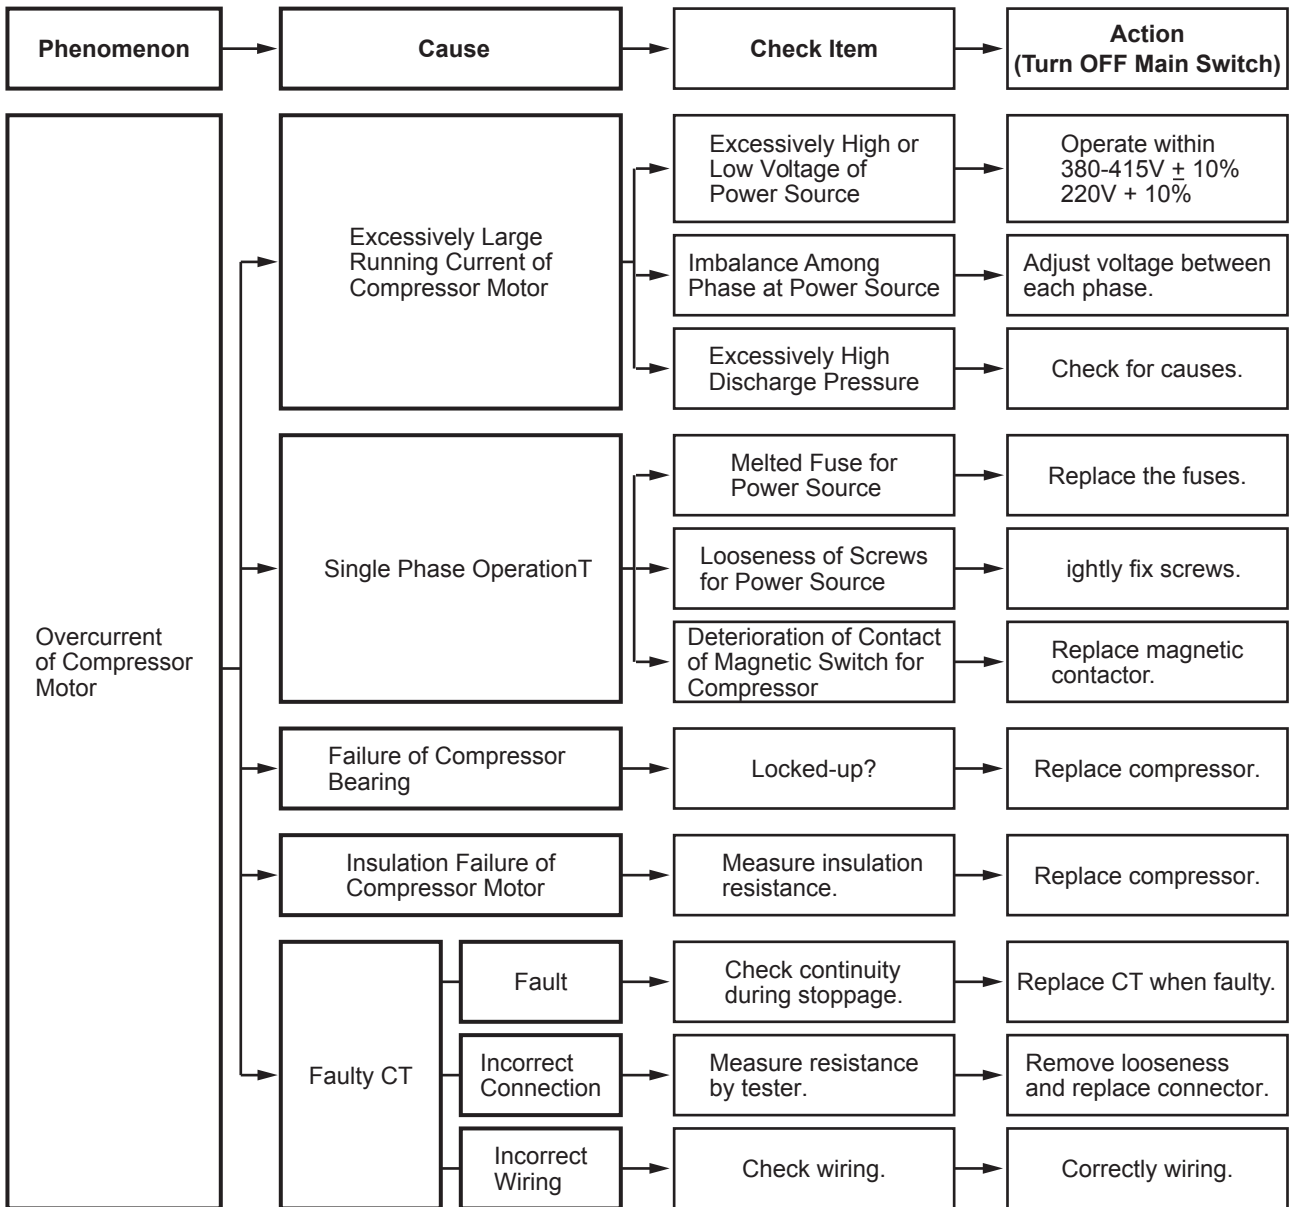 Phenomenon
Cause
Check Item
Action
(Turn OFF Main Switch)
Overcurrent
of Compressor
Motor
Excessively Large
Running Current of
Compressor Motor
Excessively High or
Low Voltage of
Power Source
Operate within
380-415V ± 10%
220V + 10%
Imbalance Among
Phase at Power Source
Adjust voltage between
each phase.
Excessively High
Discharge Pressure
Check for causes.
Single Phase OperationT
Melted Fuse for
Power Source
Replace the fuses.
Looseness of Screws
for Power Source
ightly fix screws.
Deterioration of Contact
of Magnetic Switch for
Compressor
Replace magnetic
contactor.
Failure of Compressor
Bearing
Locked-up?
Replace compressor.
Insulation Failure of
Compressor Motor
Measure insulation
resistance.
Replace compressor.
Faulty CT
Fault
Check continuity
during stoppage.
Replace CT when faulty.
Incorrect
Connection
Measure resistance
by tester.
Remove looseness
and replace connector.
Incorrect
Wiring
Check wiring.
Correctly wiring.